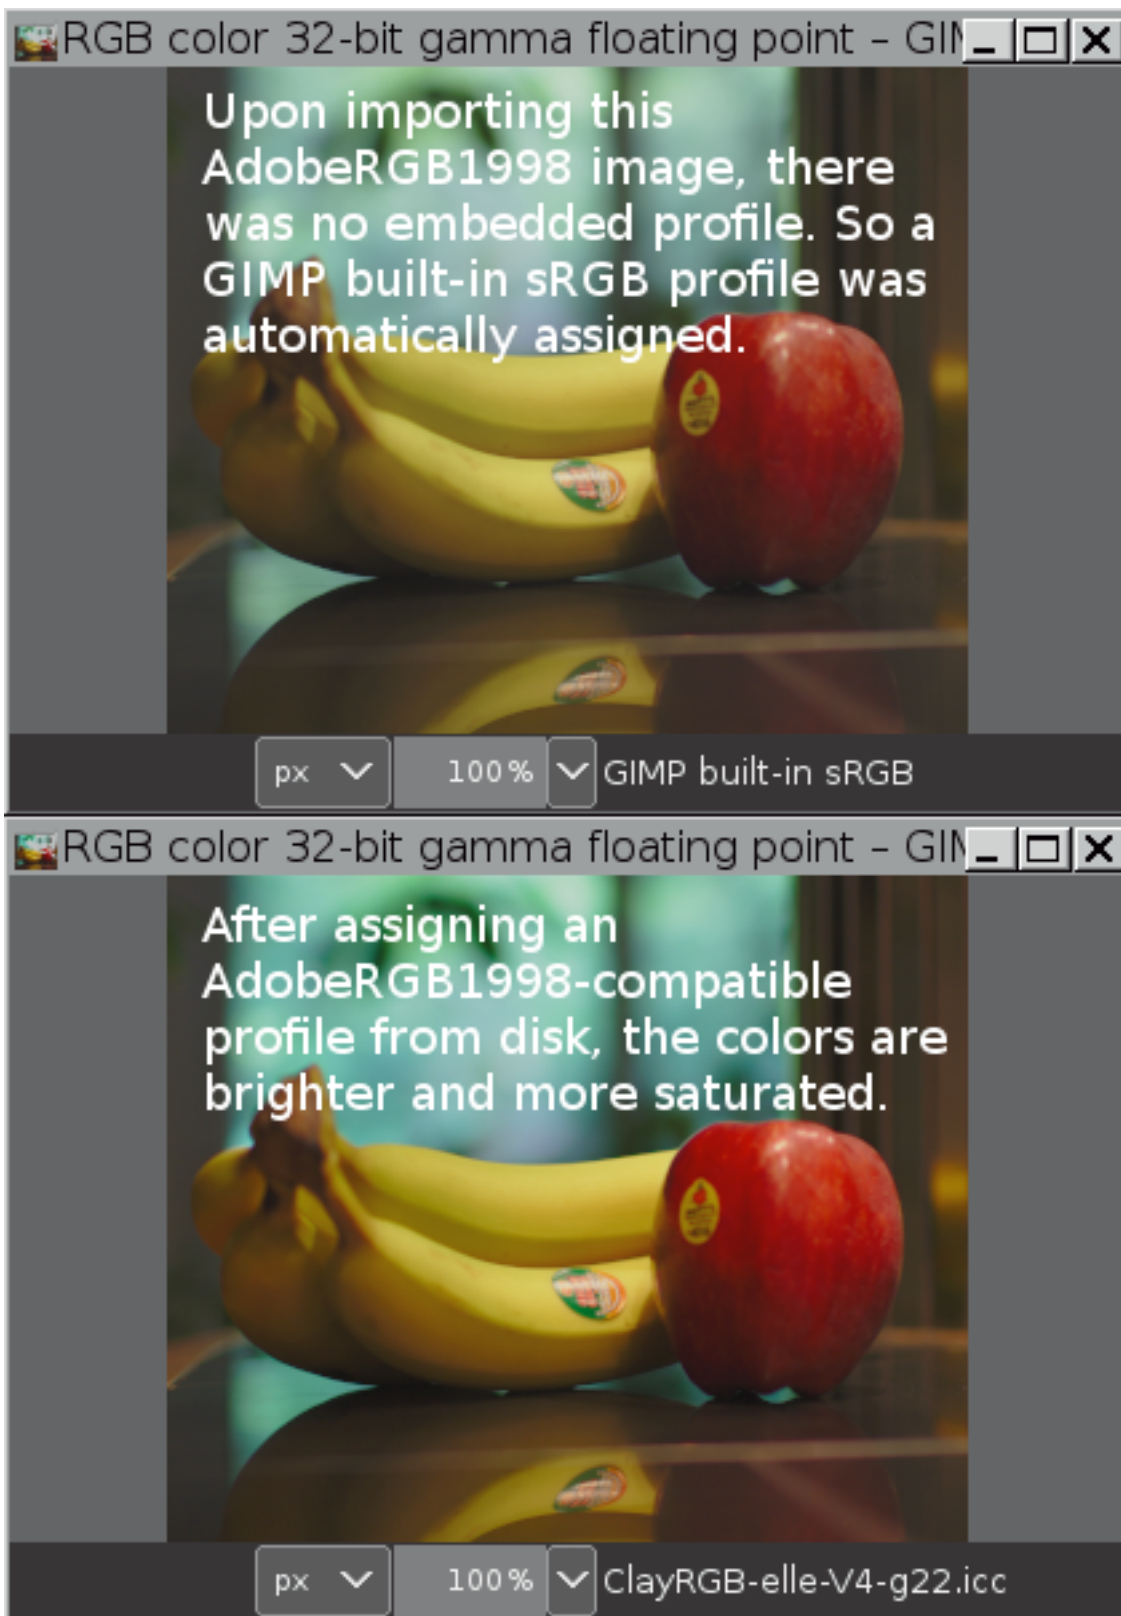 RGB color 32-bit gamma floating point – GIM
Upon importing this
AdobeRGB1998 image, there
was no embedded profile. So a
GIMP built-in sRGB profile was
automatically assigned.
px 100% GIMP built-in sRGB
RGB color 32-bit gamma floating point – GIM
After assigning an
AdobeRGB1998-compatible
profile from disk, the colors are
brighter and more saturated.
px 100% ClayRGB-elle-V4-g22.icc